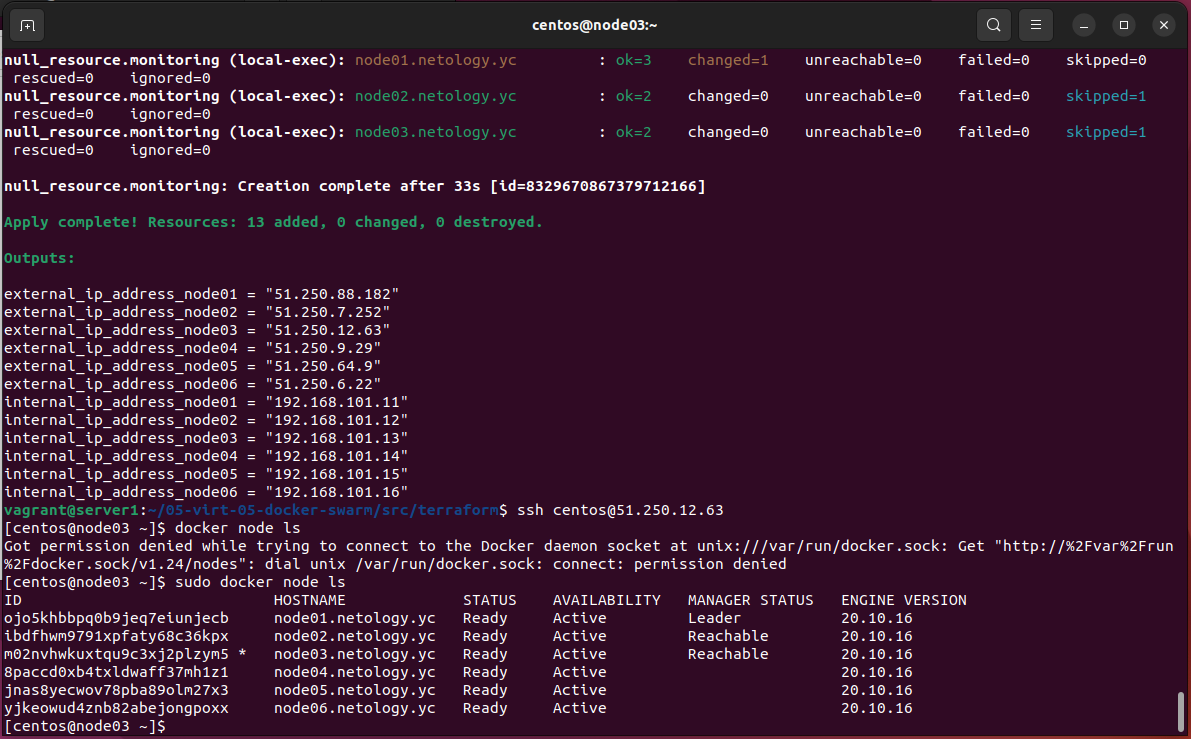 centos@node03:~
null_resource.monitoring (local-exec): node01.netology.yc         : ok=3    changed=1    unreachable=0    failed=0    skipped=0
 rescued=0    ignored=0
null_resource.monitoring (local-exec): node02.netology.yc         : ok=2    changed=0    unreachable=0    failed=0    skipped=1
 rescued=0    ignored=0
null_resource.monitoring (local-exec): node03.netology.yc         : ok=2    changed=0    unreachable=0    failed=0    skipped=1
 rescued=0    ignored=0
null_resource.monitoring: Creation complete after 33s [id=8329670867379712166]
Apply complete! Resources: 13 added, 0 changed, 0 destroyed.
Outputs:
external_ip_address_node01 = "51.250.88.182"
external_ip_address_node02 = "51.250.7.252"
external_ip_address_node03 = "51.250.12.63"
external_ip_address_node04 = "51.250.9.29"
external_ip_address_node05 = "51.250.64.9"
external_ip_address_node06 = "51.250.6.22"
internal_ip_address_node01 = "192.168.101.11"
internal_ip_address_node02 = "192.168.101.12"
internal_ip_address_node03 = "192.168.101.13"
internal_ip_address_node04 = "192.168.101.14"
internal_ip_address_node05 = "192.168.101.15"
internal_ip_address_node06 = "192.168.101.16"
vagrant@server1:~/05-virt-05-docker-swarm/src/terraform$ ssh centos@51.250.12.63
[centos@node03 ~]$ docker node ls
Got permission denied while trying to connect to the Docker daemon socket at unix:///var/run/docker.sock: Get "http://%2Fvar%2Frun
%2Fdocker.sock/v1.24/nodes": dial unix /var/run/docker.sock: connect: permission denied
[centos@node03 ~]$ sudo docker node ls
ID                            HOSTNAME             STATUS    AVAILABILITY   MANAGER STATUS   ENGINE VERSION
ojo5khbbpq0b9jeq7eiunjecb     node01.netology.yc   Ready     Active         Leader           20.10.16
ibdfhwm9791xpfaty68c36kpx     node02.netology.yc   Ready     Active         Reachable        20.10.16
m02nvhwkuxtqu9c3xj2plzym5 *   node03.netology.yc   Ready     Active         Reachable        20.10.16
8paccd0xb4txldwaff37mh1z1     node04.netology.yc   Ready     Active                          20.10.16
jnas8yecwov78pba89olm27x3     node05.netology.yc   Ready     Active                          20.10.16
yjkeowud4znb82abejongpoxx     node06.netology.yc   Ready     Active                          20.10.16
[centos@node03 ~]$